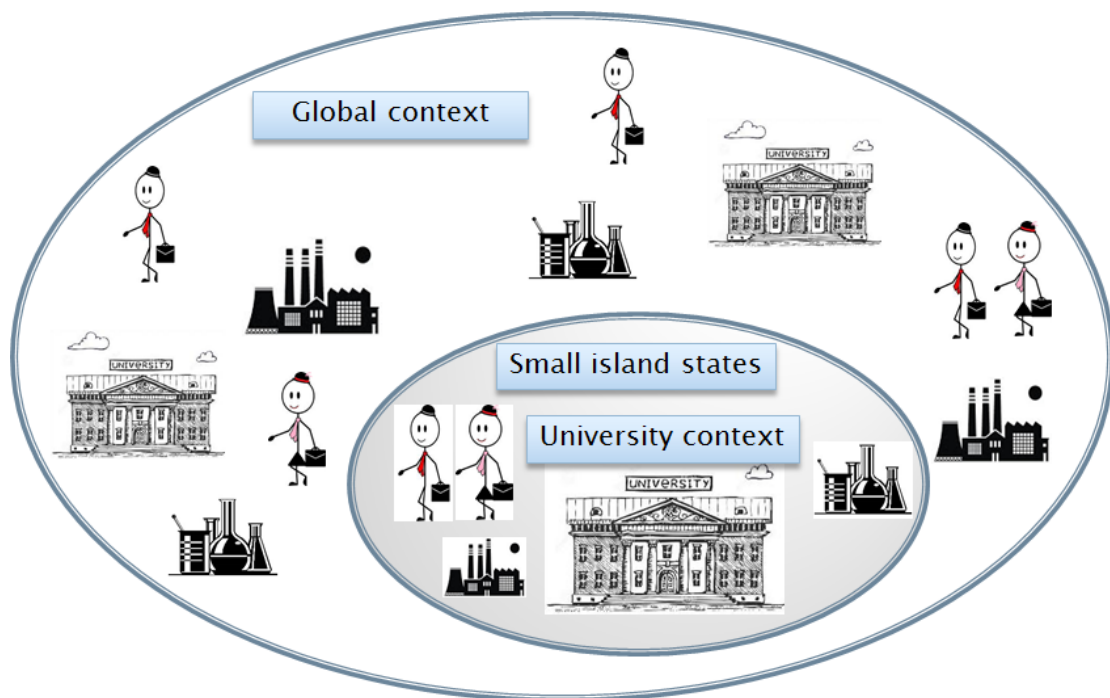 Global context
UNIVERSITY
UNIVERSITY
Small island states
University context
UNIVERSITY